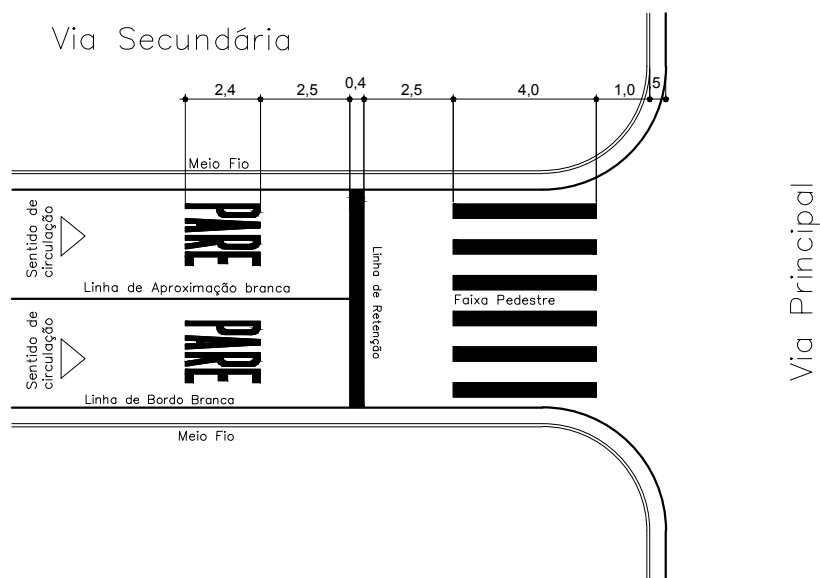 Via Secundária
2,4
2,5
0,4
2,5
4,0
1,0
5
Meio Fio
Sentido de
circulação
PARE
Linha de Aproximação branca
Linha de Retenção
Faixa Pedestre
Via Principal
Sentido de
circulação
PARE
Linha de Bordo Branca
Meio Fio